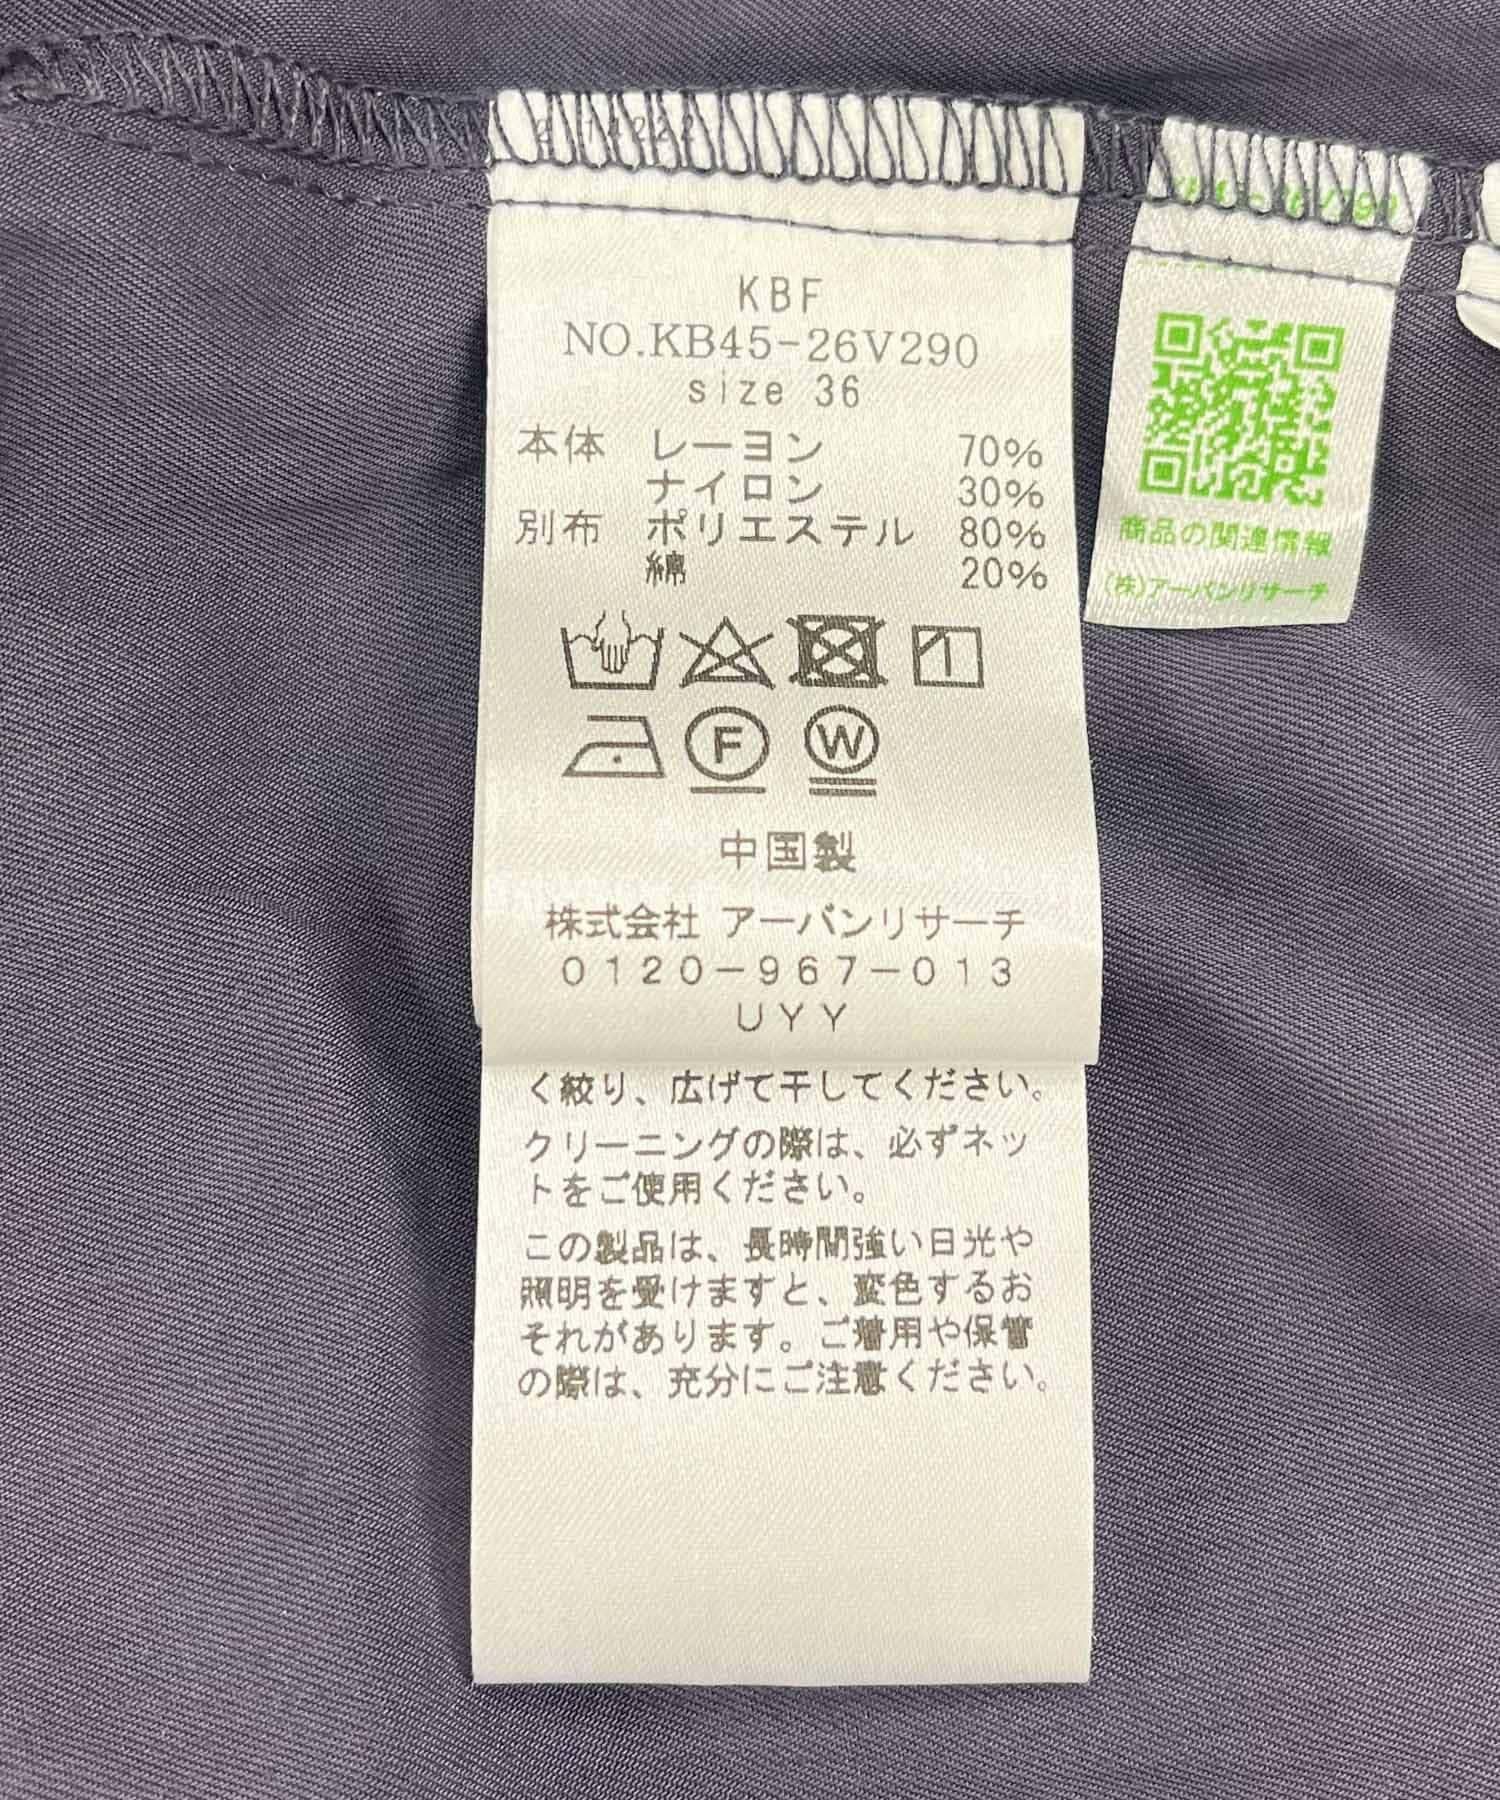 KBF
NO.KB45-26V290
size 36
本体 レーヨン 70%
ナイロン 30%
別布 ポリエステル 80%
綿 20%
F W
中国製
株式会社 アーバンリサーチ
0120-967-013
UYY
く絞り、広げて干してください。
クリーニングの際は、必ずネッ
トをご使用ください。
この製品は、長時間強い日光や
照明を受けますと、変色するお
それがあります。ご着用や保管
の際は、充分にご注意ください。
KB45-26V290
商品の関連情報
(株)アーバンリサーチ